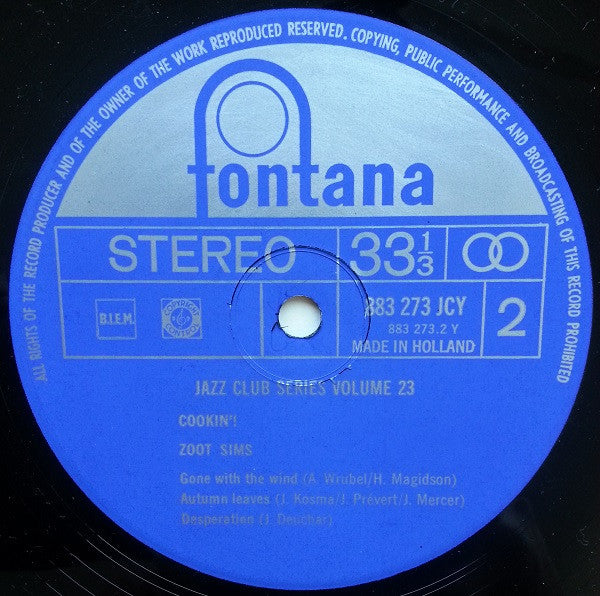 ALL RIGHTS OF THE RECORD PRODUCER AND OF THE OWNER OF THE WORK REPRODUCED RESERVED. COPYING, PUBLIC PERFORMANCE AND BROADCASTING OF THIS RECORD PROHIBITED
fontana
STEREO 33 1/3
B.I.E.M. 883 273 JCY 2
883 273.2 Y
MADE IN HOLLAND
JAZZ CLUB SERIES VOLUME 23
COOKIN'!
ZOOT SIMS
Gone with the wind (A. Wrubel/H. Magidson)
Autumn leaves (J. Kosma/J. Prévert/J. Mercer)
Desperation (J. Deuchar)